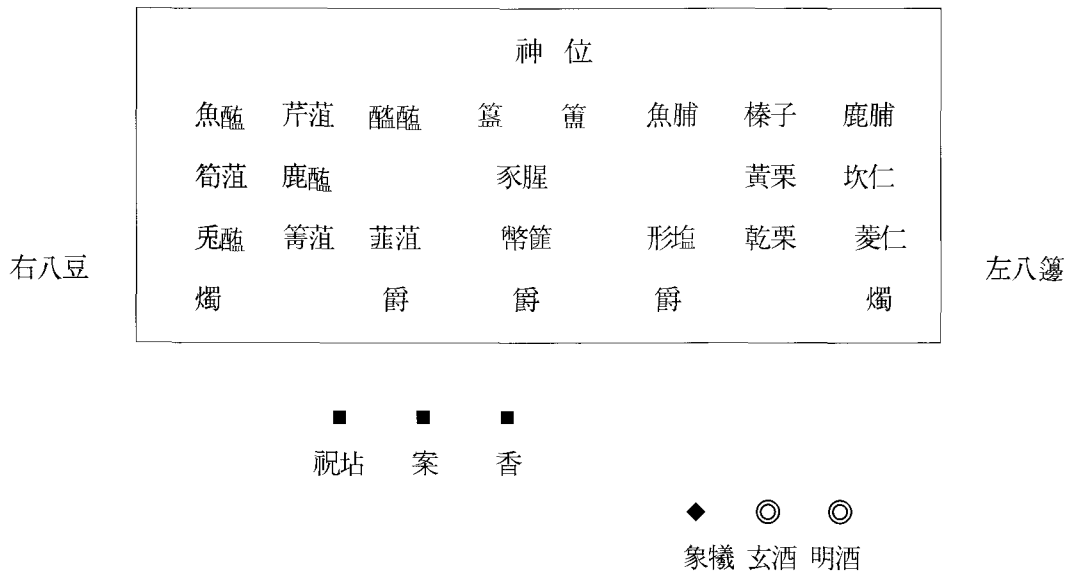 神位
魚醢 芹菹 醓醢 簋 簠 魚脯 榛子 鹿脯
筍菹 鹿醢 豕腥 黃栗 坎仁
兎醢 菁菹 韮菹 幣篚 形塩 乾栗 菱仁
右八豆 左八籩
燭 爵 爵 爵 燭
祝坫 案 香
象犧 玄酒 明酒